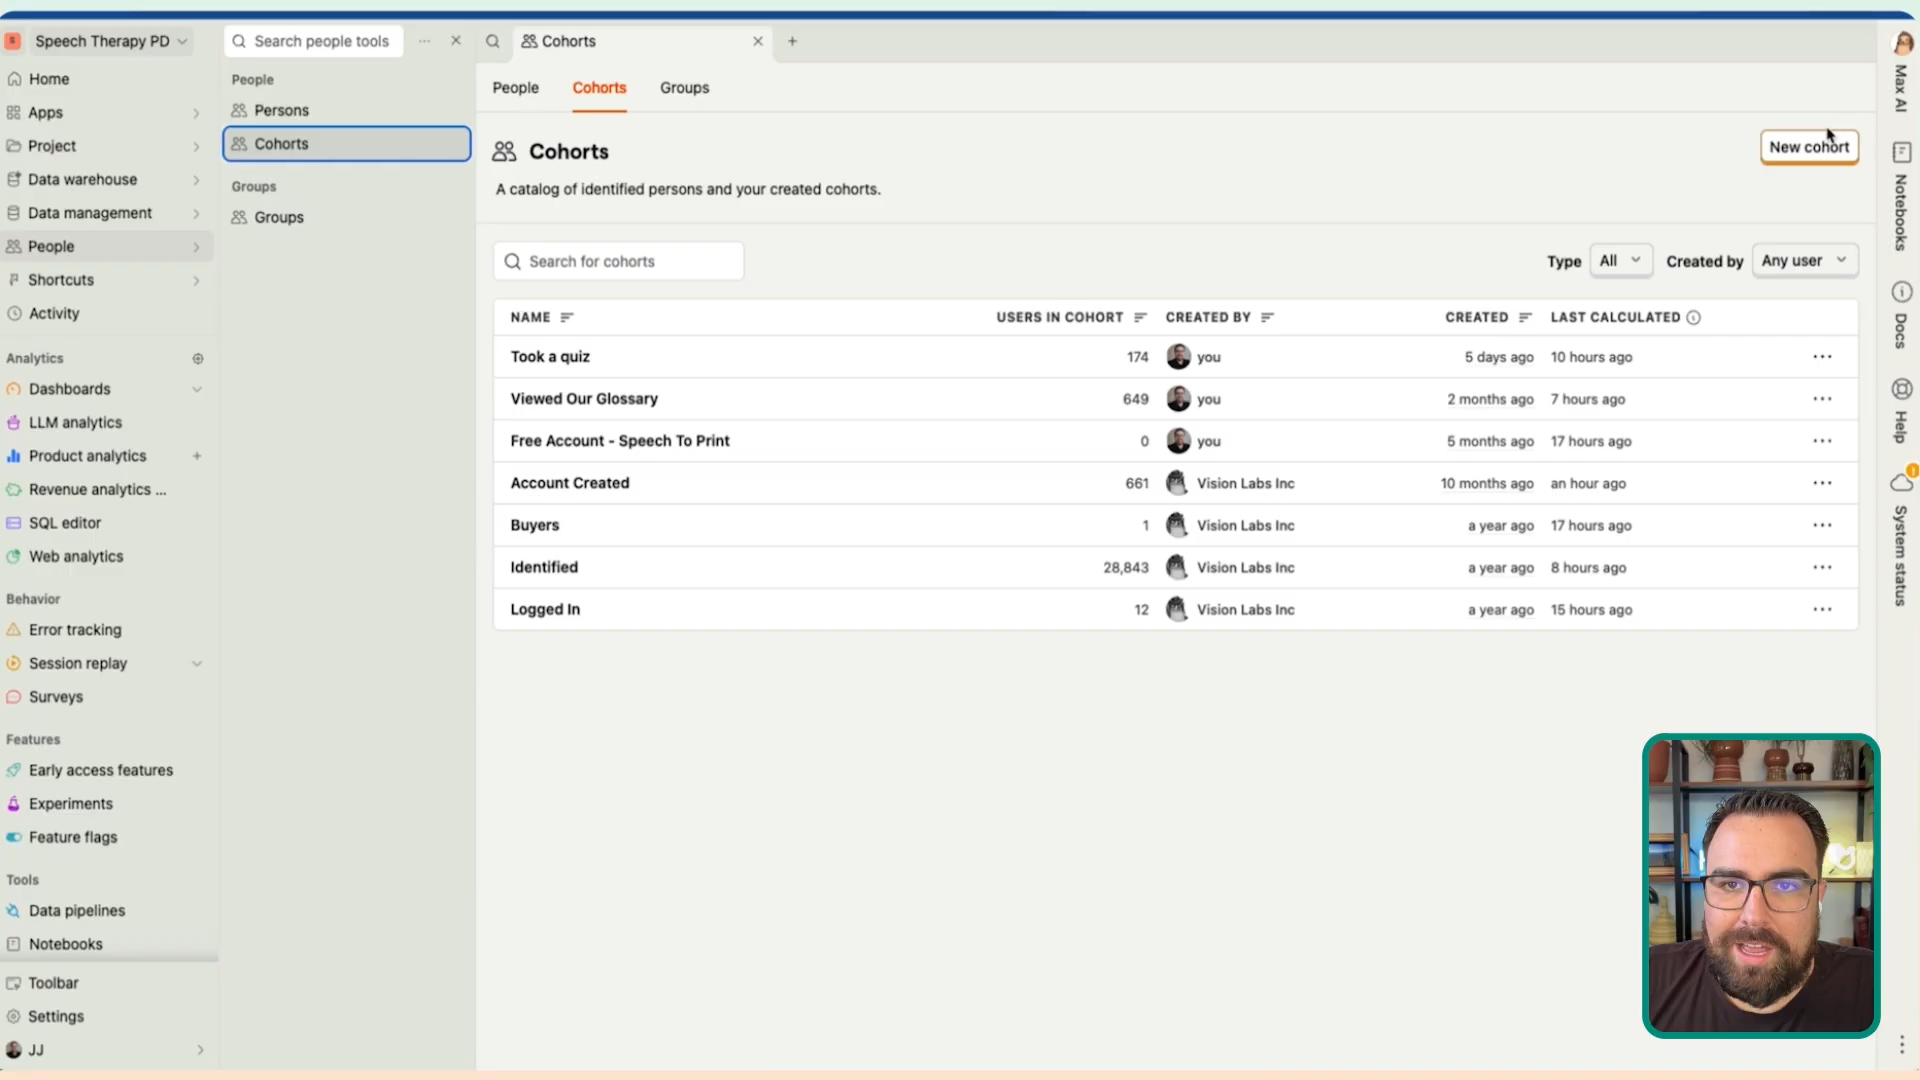 Speech Therapy PD
Home
Apps
Project
Data warehouse
Data management
People
Shortcuts
Activity
Analytics
Dashboards
LLM analytics
Product analytics
Revenue analytics ...
SQL editor
Web analytics
Behavior
Error tracking
Session replay
Surveys
Features
Early access features
Experiments
Feature flags
Tools
Data pipelines
Notebooks
Toolbar
Settings
JJ
Search people tools
People
Persons
Cohorts
Groups
Groups
Cohorts
People Cohorts Groups
Cohorts
New cohort
A catalog of identified persons and your created cohorts.
Search for cohorts
Type All Created by Any user
NAME USERS IN COHORT CREATED BY CREATED LAST CALCULATED
Took a quiz 174 you 5 days ago 10 hours ago
Viewed Our Glossary 649 you 2 months ago 7 hours ago
Free Account - Speech To Print 0 you 5 months ago 17 hours ago
Account Created 661 Vision Labs Inc 10 months ago an hour ago
Buyers 1 Vision Labs Inc a year ago 17 hours ago
Identified 28,843 Vision Labs Inc a year ago 8 hours ago
Logged In 12 Vision Labs Inc a year ago 15 hours ago
Max AI
Notebooks
Docs
Help
System status